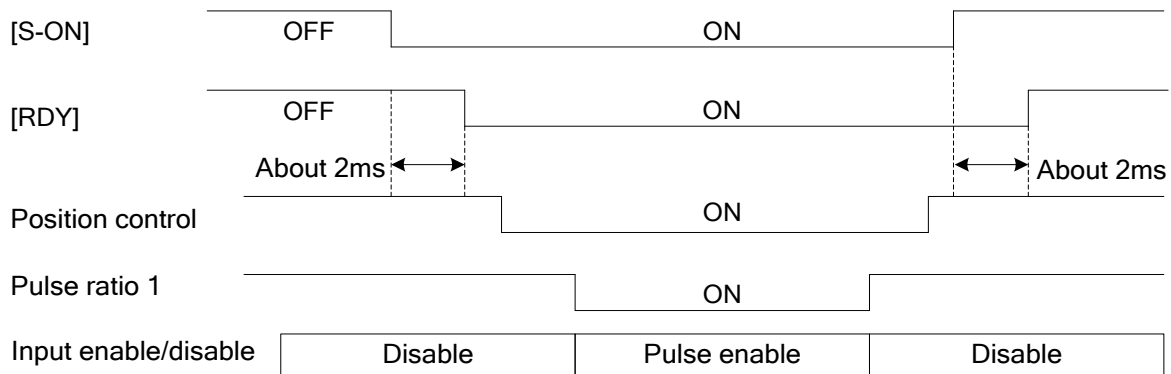 [S-ON] OFF ON
[RDY] OFF ON
About 2ms About 2ms
Position control ON
Pulse ratio 1 ON
Input enable/disable Disable Pulse enable Disable